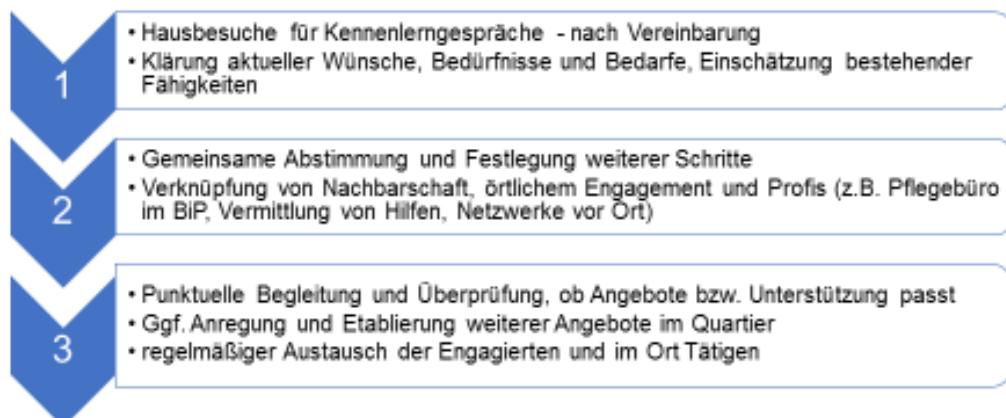 1
• Hausbesuche für Kennenlerngespräche - nach Vereinbarung
• Klärung aktueller Wünsche, Bedürfnisse und Bedarfe, Einschätzung bestehender
Fähigkeiten
2
• Gemeinsame Abstimmung und Festlegung weiterer Schritte
• Verknüpfung von Nachbarschaft, örtlichem Engagement und Profis (z.B. Pflegebüro
im BiP, Vermittlung von Hilfen, Netzwerke vor Ort)
3
• Punktuelle Begleitung und Überprüfung, ob Angebote bzw. Unterstützung passt
• Ggf. Anregung und Etablierung weiterer Angebote im Quartier
• regelmäßiger Austausch der Engagierten und im Ort Tätigen